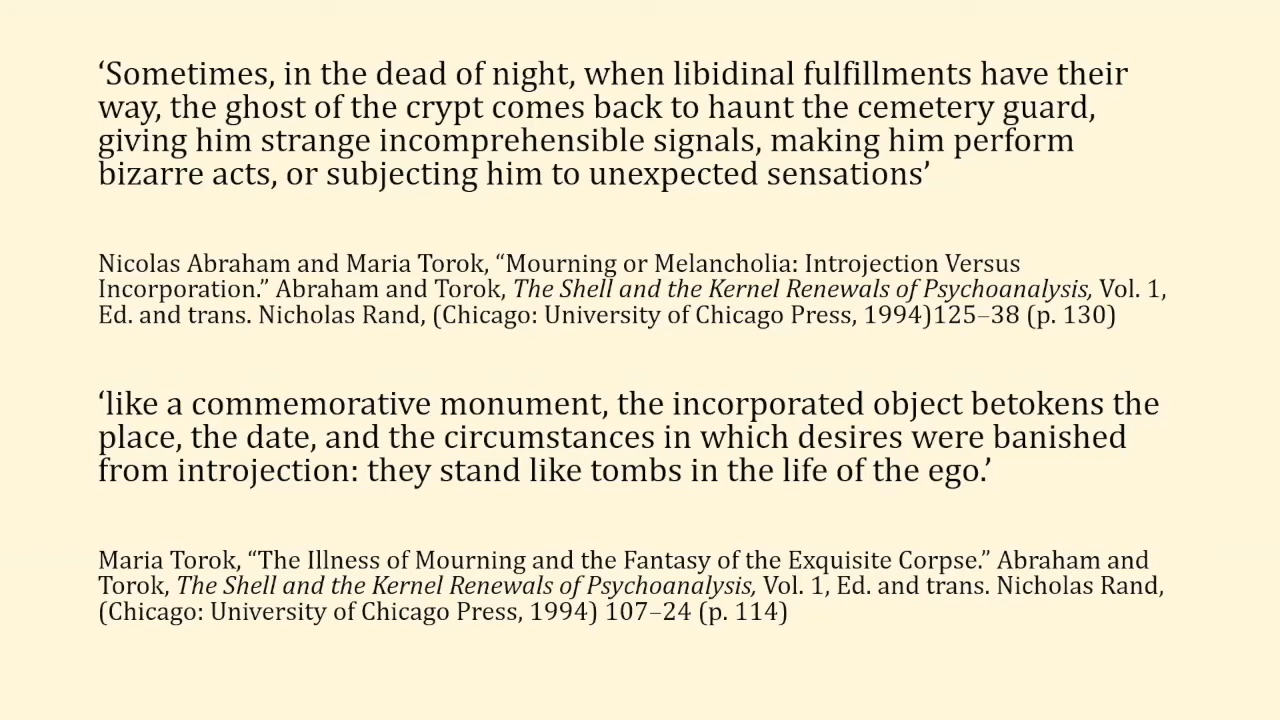 ‘Sometimes, in the dead of night, when libidinal fulfillments have their
way, the ghost of the crypt comes back to haunt the cemetery guard,
giving him strange incomprehensible signals, making him perform
bizarre acts, or subjecting him to unexpected sensations’
Nicolas Abraham and Maria Torok, “Mourning or Melancholia: Introjection Versus
Incorporation.” Abraham and Torok, The Shell and the Kernel Renewals of Psychoanalysis, Vol. 1,
Ed. and trans. Nicholas Rand, (Chicago: University of Chicago Press, 1994)125–38 (p. 130)
‘like a commemorative monument, the incorporated object betokens the
place, the date, and the circumstances in which desires were banished
from introjection: they stand like tombs in the life of the ego.’
Maria Torok, “The Illness of Mourning and the Fantasy of the Exquisite Corpse.” Abraham and
Torok, The Shell and the Kernel Renewals of Psychoanalysis, Vol. 1, Ed. and trans. Nicholas Rand,
(Chicago: University of Chicago Press, 1994) 107–24 (p. 114)